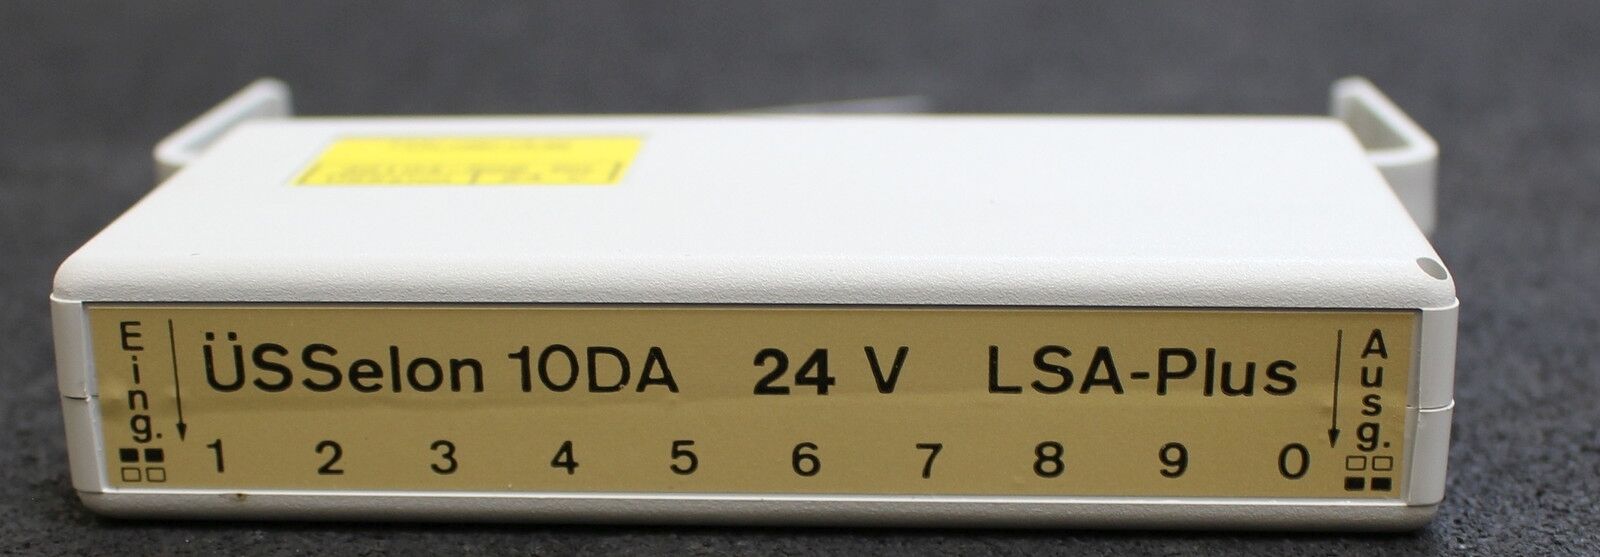 Eing.
ÜSSelon 10DA 24 V LSA-Plus
Ausg.
1 2 3 4 5 6 7 8 9 0